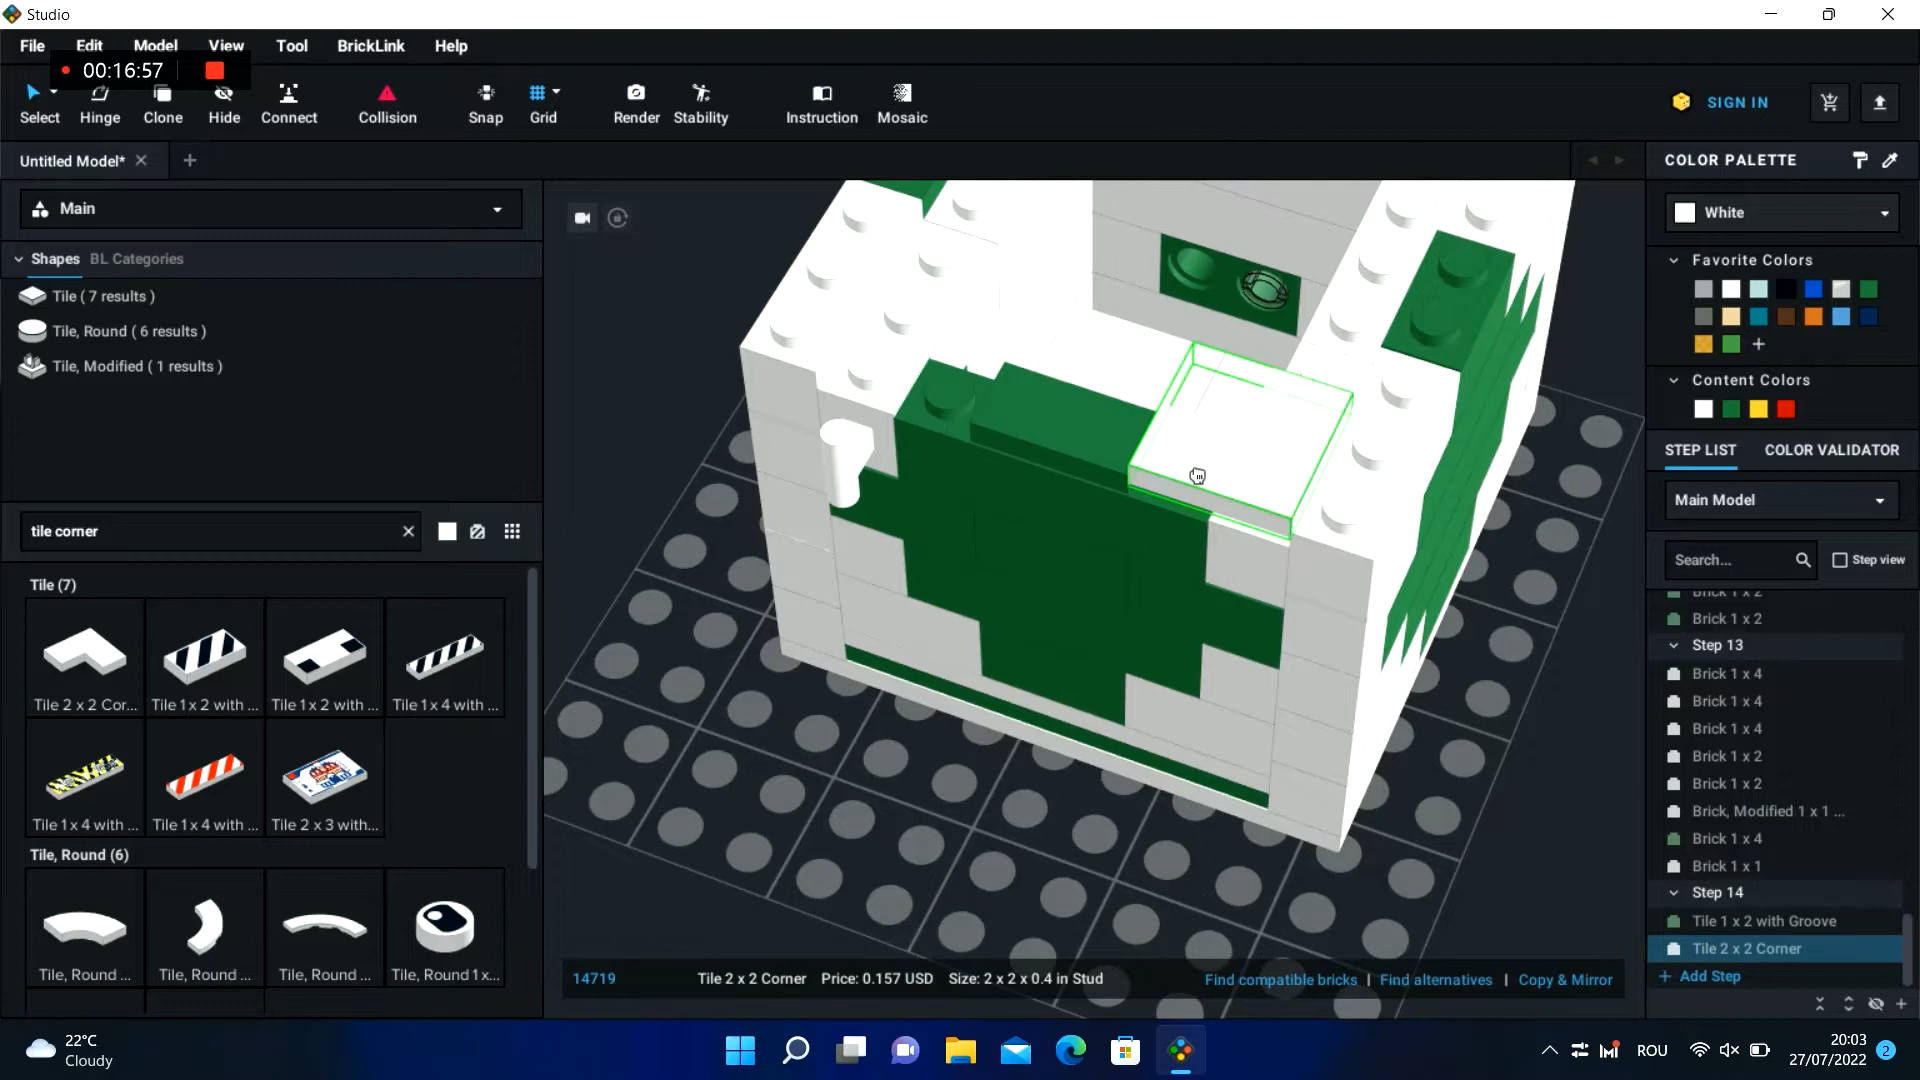 Studio
File Edit Model View Tool BrickLink Help
00:16:57
Select Hinge Clone Hide Connect Collision Snap Grid Render Stability Instruction Mosaic
SIGN IN
Untitled Model*
Main
Shapes BL Categories
Tile ( 7 results )
Tile, Round ( 6 results )
Tile, Modified ( 1 results )
tile corner
Tile (7)
Tile 2 x 2 Cor... Tile 1 x 2 with ... Tile 1 x 2 with ... Tile 1 x 4 with ...
Tile 1 x 4 with ... Tile 1 x 4 with ... Tile 2 x 3 with...
Tile, Round (6)
Tile, Round ... Tile, Round ... Tile, Round ... Tile, Round 1 x...
14719 Tile 2 x 2 Corner Price: 0.157 USD Size: 2 x 2 x 0.4 in Stud
Find compatible bricks | Find alternatives | Copy & Mirror
COLOR PALETTE
White
Favorite Colors
Content Colors
STEP LIST COLOR VALIDATOR
Main Model
Search... Step view
Brick 1 x 2
Brick 1 x 2
Step 13
Brick 1 x 4
Brick 1 x 4
Brick 1 x 4
Brick 1 x 2
Brick 1 x 2
Brick, Modified 1 x 1 ...
Brick 1 x 4
Brick 1 x 1
Step 14
Tile 1 x 2 with Groove
Tile 2 x 2 Corner
+ Add Step
22°C
Cloudy
ROU
20:03
27/07/2022
2